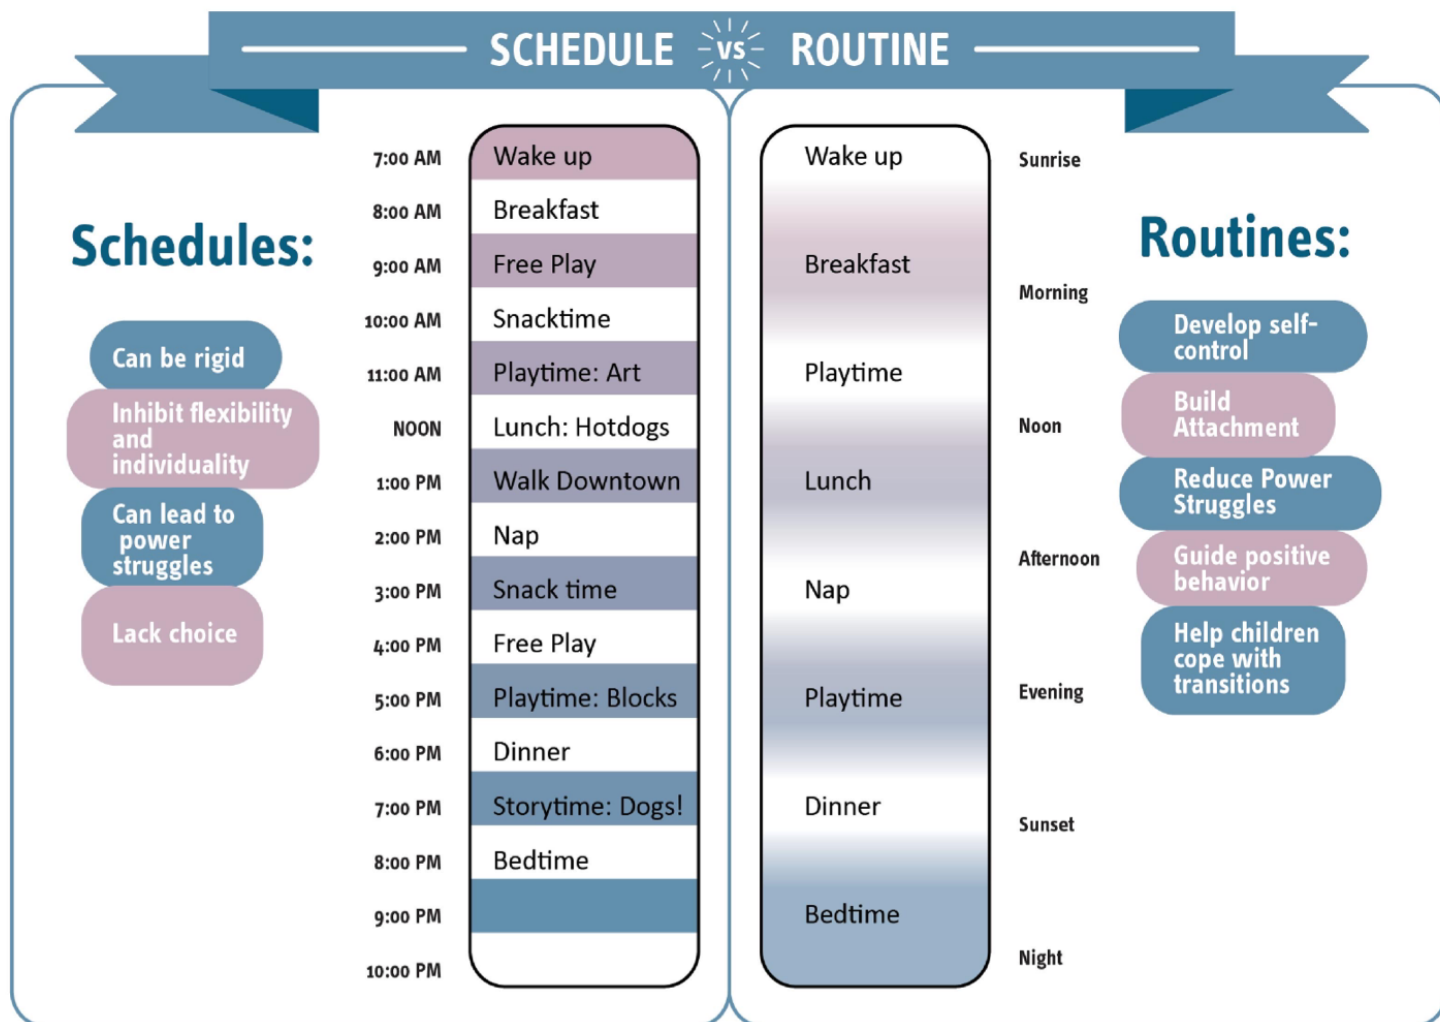 SCHEDULE vs ROUTINE
Schedules:
Can be rigid
Inhibit flexibility
and
individuality
Can lead to
power
struggles
Lack choice
7:00 AM Wake up
8:00 AM Breakfast
9:00 AM Free Play
10:00 AM Snacktime
11:00 AM Playtime: Art
NOON Lunch: Hotdogs
1:00 PM Walk Downtown
2:00 PM Nap
3:00 PM Snack time
4:00 PM Free Play
5:00 PM Playtime: Blocks
6:00 PM Dinner
7:00 PM Storytime: Dogs!
8:00 PM Bedtime
9:00 PM
10:00 PM
Wake up
Breakfast
Playtime
Lunch
Nap
Playtime
Dinner
Bedtime
Sunrise
Morning
Noon
Afternoon
Evening
Sunset
Night
Routines:
Develop self-
control
Build
Attachment
Reduce Power
Struggles
Guide positive
behavior
Help children
cope with
transitions